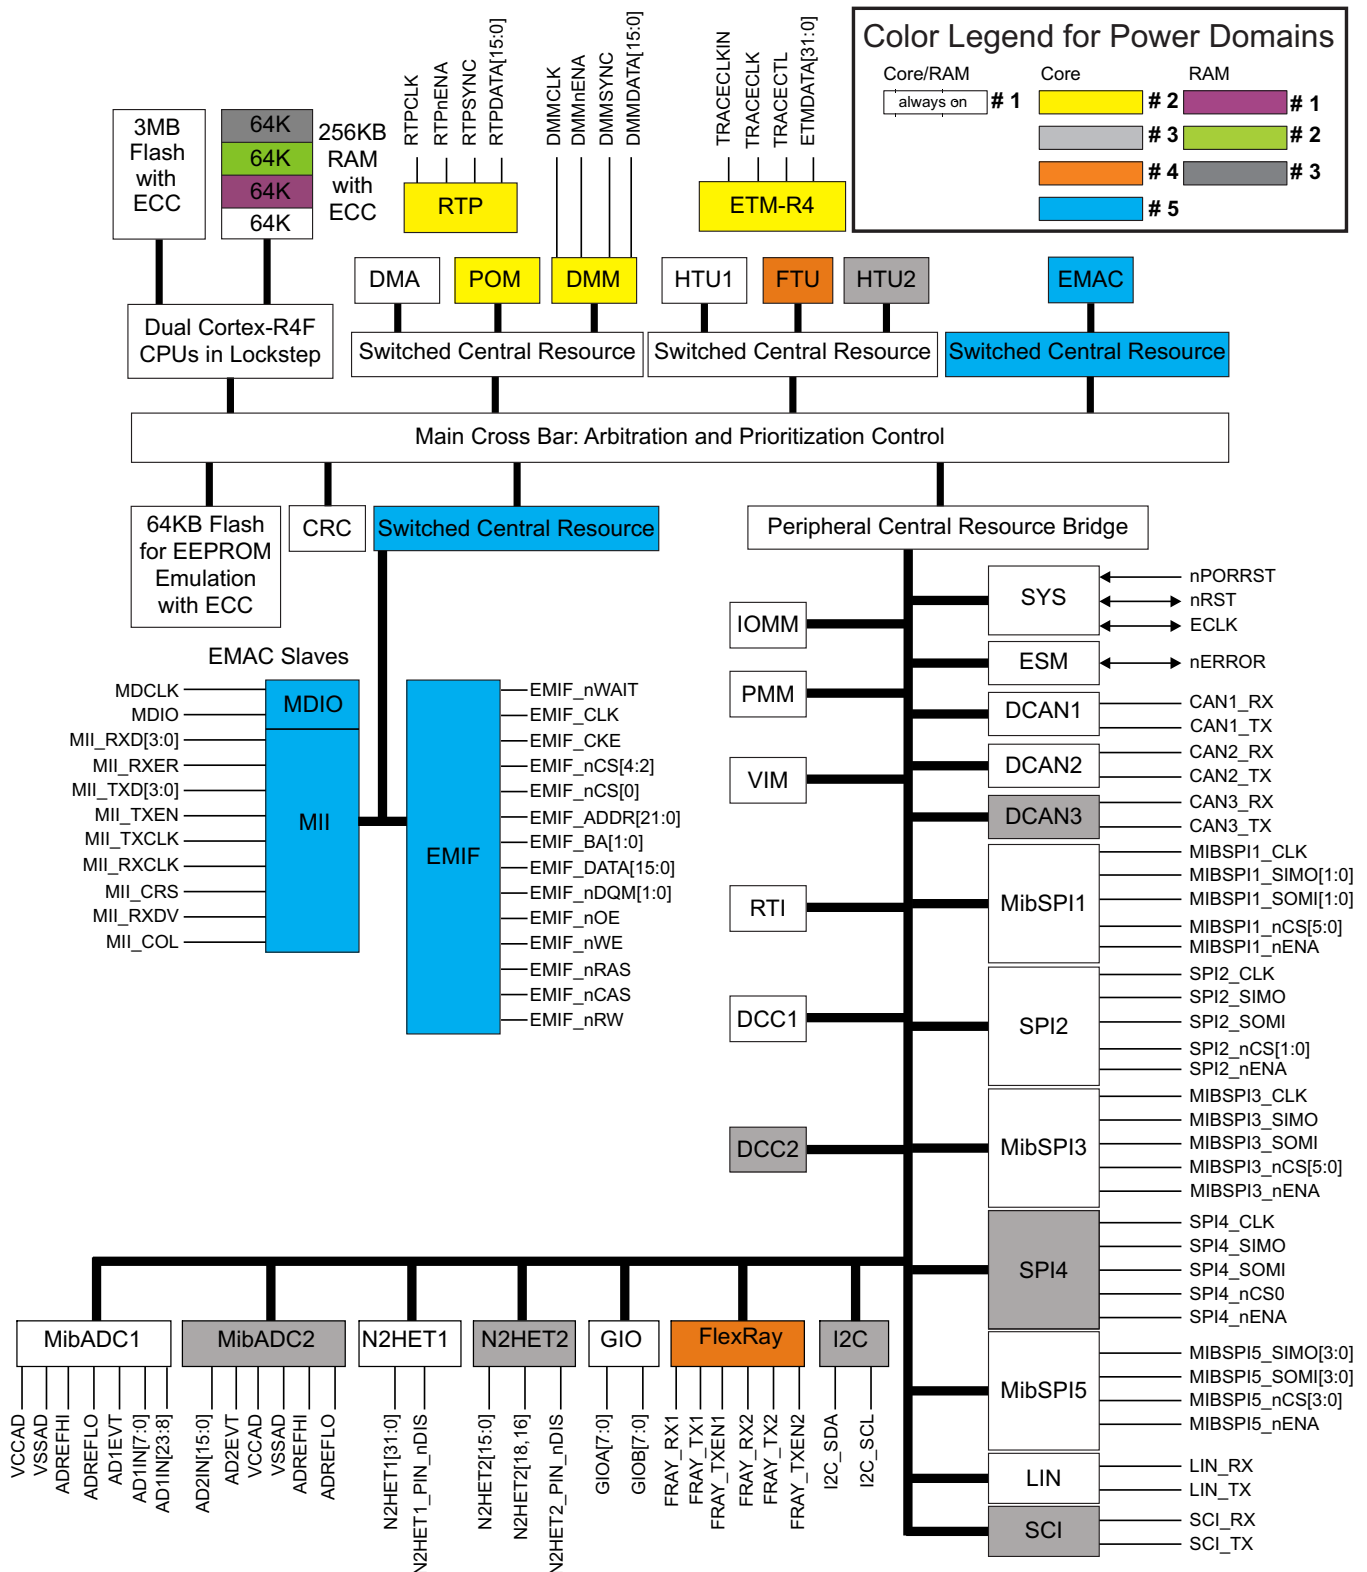 Color Legend for Power Domains
Core/RAM
Core
RAM
always on
# 1
# 2
# 3
# 4
# 5
# 1
# 2
# 3
3MB
Flash
with
ECC
64K
64K
64K
64K
256KB
RAM
with
ECC
RTPCLK
RTPnENA
RTPSYNC
RTPDATA[15:0]
DMMCLK
DMMnENA
DMMSYNC
DMMDATA[15:0]
TRACECLKIN
TRACECLK
TRACECTL
ETMDATA[31:0]
RTP
ETM-R4
DMA
POM
DMM
HTU1
FTU
HTU2
EMAC
Dual Cortex-R4F
CPUs in Lockstep
Switched Central Resource
Switched Central Resource
Switched Central Resource
Main Cross Bar: Arbitration and Prioritization Control
64KB Flash
for EEPROM
Emulation
with ECC
CRC
Switched Central Resource
Peripheral Central Resource Bridge
EMAC Slaves
MDCLK
MDIO
MII_RXD[3:0]
MII_RXER
MII_TXD[3:0]
MII_TXEN
MII_TXCLK
MII_RXCLK
MII_CRS
MII_RXDV
MII_COL
MDIO
MII
EMIF
EMIF_nWAIT
EMIF_CLK
EMIF_CKE
EMIF_nCS[4:2]
EMIF_nCS[0]
EMIF_ADDR[21:0]
EMIF_BA[1:0]
EMIF_DATA[15:0]
EMIF_nDQM[1:0]
EMIF_nOE
EMIF_nWE
EMIF_nRAS
EMIF_nCAS
EMIF_nRW
IOMM
PMM
VIM
RTI
DCC1
DCC2
SYS
nPORRST
nRST
ECLK
ESM
nERROR
DCAN1
CAN1_RX
CAN1_TX
DCAN2
CAN2_RX
CAN2_TX
DCAN3
CAN3_RX
CAN3_TX
MibSPI1
MIBSPI1_CLK
MIBSPI1_SIMO[1:0]
MIBSPI1_SOMI[1:0]
MIBSPI1_nCS[5:0]
MIBSPI1_nENA
SPI2
SPI2_CLK
SPI2_SIMO
SPI2_SOMI
SPI2_nCS[1:0]
SPI2_nENA
MibSPI3
MIBSPI3_CLK
MIBSPI3_SIMO
MIBSPI3_SOMI
MIBSPI3_nCS[5:0]
MIBSPI3_nENA
SPI4
SPI4_CLK
SPI4_SIMO
SPI4_SOMI
SPI4_nCS0
SPI4_nENA
MibSPI5
MIBSPI5_SIMO[3:0]
MIBSPI5_SOMI[3:0]
MIBSPI5_nCS[3:0]
MIBSPI5_nENA
LIN
LIN_RX
LIN_TX
SCI
SCI_RX
SCI_TX
MibADC1
MibADC2
N2HET1
N2HET2
GIO
FlexRay
I2C
VCCAD
VSSAD
ADREFHI
ADREFLO
AD1EVT
AD1IN[7:0]
AD1IN[23:8]
AD2IN[15:0]
AD2EVT
VCCAD
VSSAD
ADREFHI
ADREFLO
N2HET1[31:0]
N2HET1_PIN_nDIS
N2HET2[15:0]
N2HET2[18,16]
N2HET2_PIN_nDIS
GIOA[7:0]
GIOB[7:0]
FRAY_RX1
FRAY_TX1
FRAY_TXEN1
FRAY_RX2
FRAY_TX2
FRAY_TXEN2
I2C_SDA
I2C_SCL